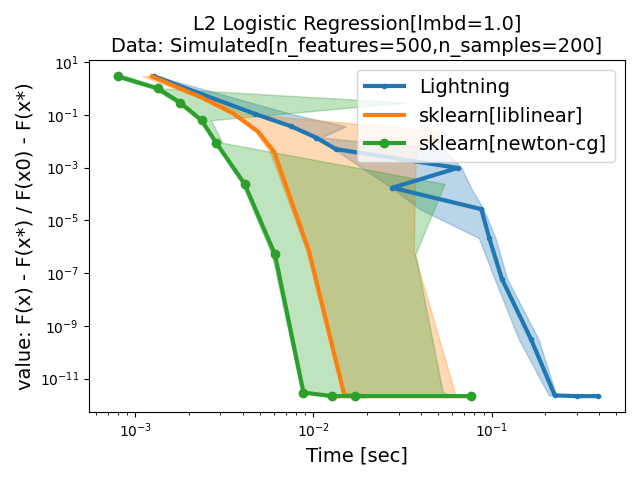 L2 Logistic Regression[lmbd=1.0]
Data: Simulated[n_features=500,n_samples=200]
value: F(x) - F(x*) / F(x0) - F(x*)
10¹
10⁻¹
10⁻³
10⁻⁵
10⁻⁷
10⁻⁹
10⁻¹¹
Lightning
sklearn[liblinear]
sklearn[newton-cg]
10⁻³
10⁻²
10⁻¹
Time [sec]